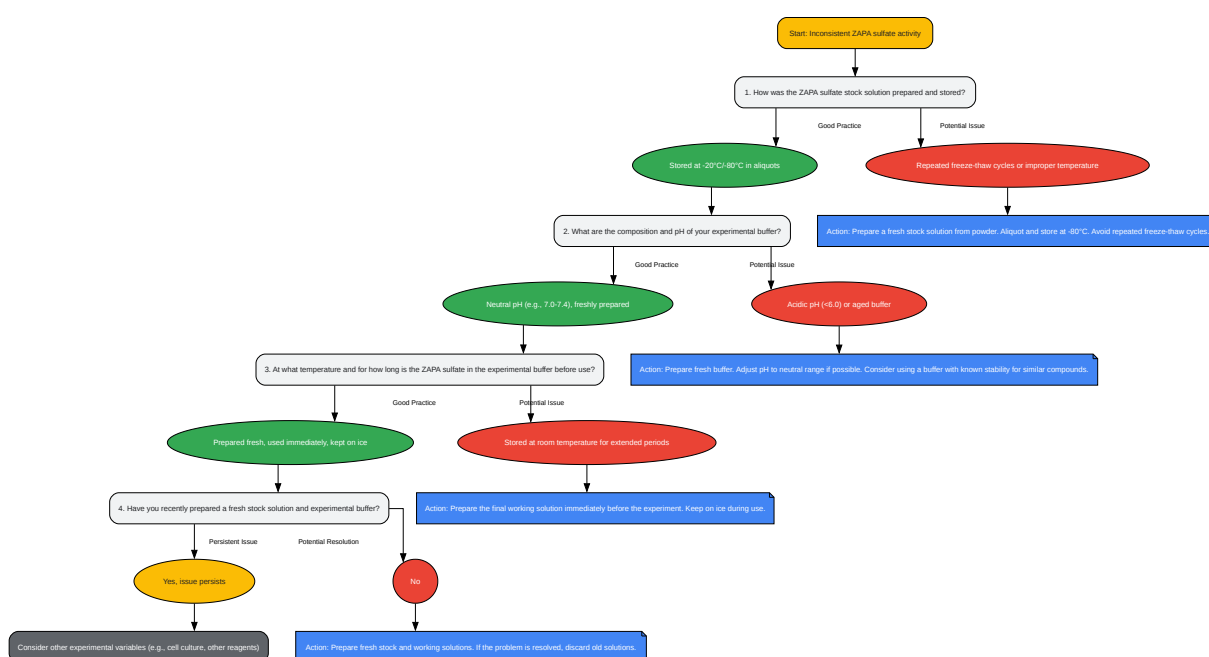 Start: Inconsistent ZAPA sulfate activity
1. How was the ZAPA sulfate stock solution prepared and stored?
Good Practice
Potential Issue
Stored at -20°C/-80°C in aliquots
Repeated freeze-thaw cycles or improper temperature
2. What are the composition and pH of your experimental buffer?
Action: Prepare a fresh stock solution from powder. Aliquot and store at -80°C. Avoid repeated freeze-thaw cycles.
Good Practice
Potential Issue
Neutral pH (e.g., 7.0-7.4), freshly prepared
Acidic pH (<6.0) or aged buffer
3. At what temperature and for how long is the ZAPA sulfate in the experimental buffer before use?
Action: Prepare fresh buffer. Adjust pH to neutral range if possible. Consider using a buffer with known stability for similar compounds.
Good Practice
Potential Issue
Prepared fresh, used immediately, kept on ice
Stored at room temperature for extended periods
4. Have you recently prepared a fresh stock solution and experimental buffer?
Action: Prepare the final working solution immediately before the experiment. Keep on ice during use.
Persistent Issue
Potential Resolution
Yes, issue persists
No
Consider other experimental variables (e.g., cell culture, other reagents)
Action: Prepare fresh stock and working solutions. If the problem is resolved, discard old solutions.